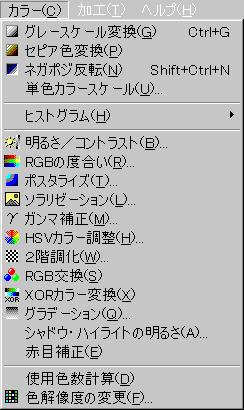 カラー(C) 加工(T) ヘルプ(H)
グレースケール変換(G) Ctrl+G
セピア色変換(P)
ネガポジ反転(N) Shift+Ctrl+N
単色カラースケール(U)...
ヒストグラム(H)
明るさ／コントラスト(B)...
RGBの度合い(R)...
ポスタライズ(T)...
ソラリゼーション(L)...
ガンマ補正(M)...
HSVカラー調整(H)...
２階調化(W)...
RGB交換(S)
XORカラー変換(X)
グラデーション(Q)...
シャドウ・ハイライトの明るさ(A)...
赤目補正(E)
使用色数計算(D)
色解像度の変更(F)...